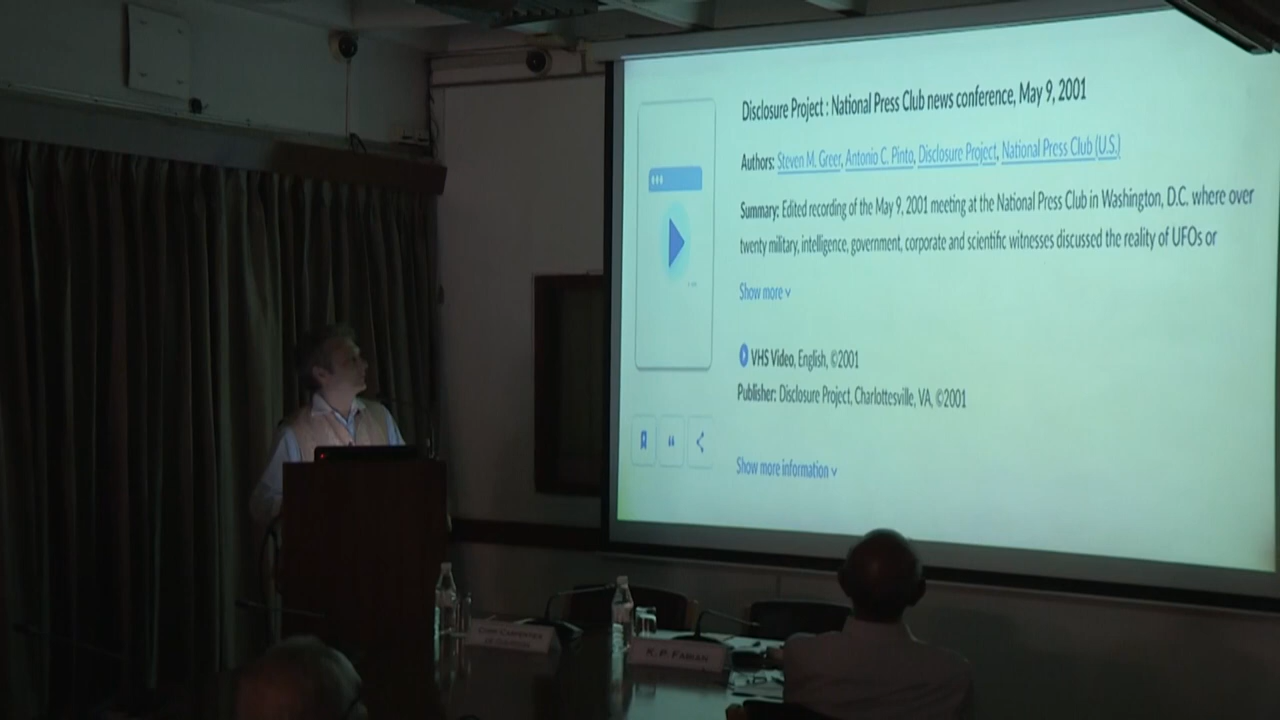 Disclosure Project : National Press Club news conference, May 9, 2001
Authors: Steven M. Greer, Antonio C. Pinto, Disclosure Project, National Press Club (U.S.)
Summary: Edited recording of the May 9, 2001 meeting at the National Press Club in Washington, D.C. where over
twenty military, intelligence, government, corporate and scientific witnesses discussed the reality of UFOs or
Show more
VHS Video, English, ©2001
Publisher: Disclosure Project, Charlottesville, VA, ©2001
Show more information
K. P. Fabian